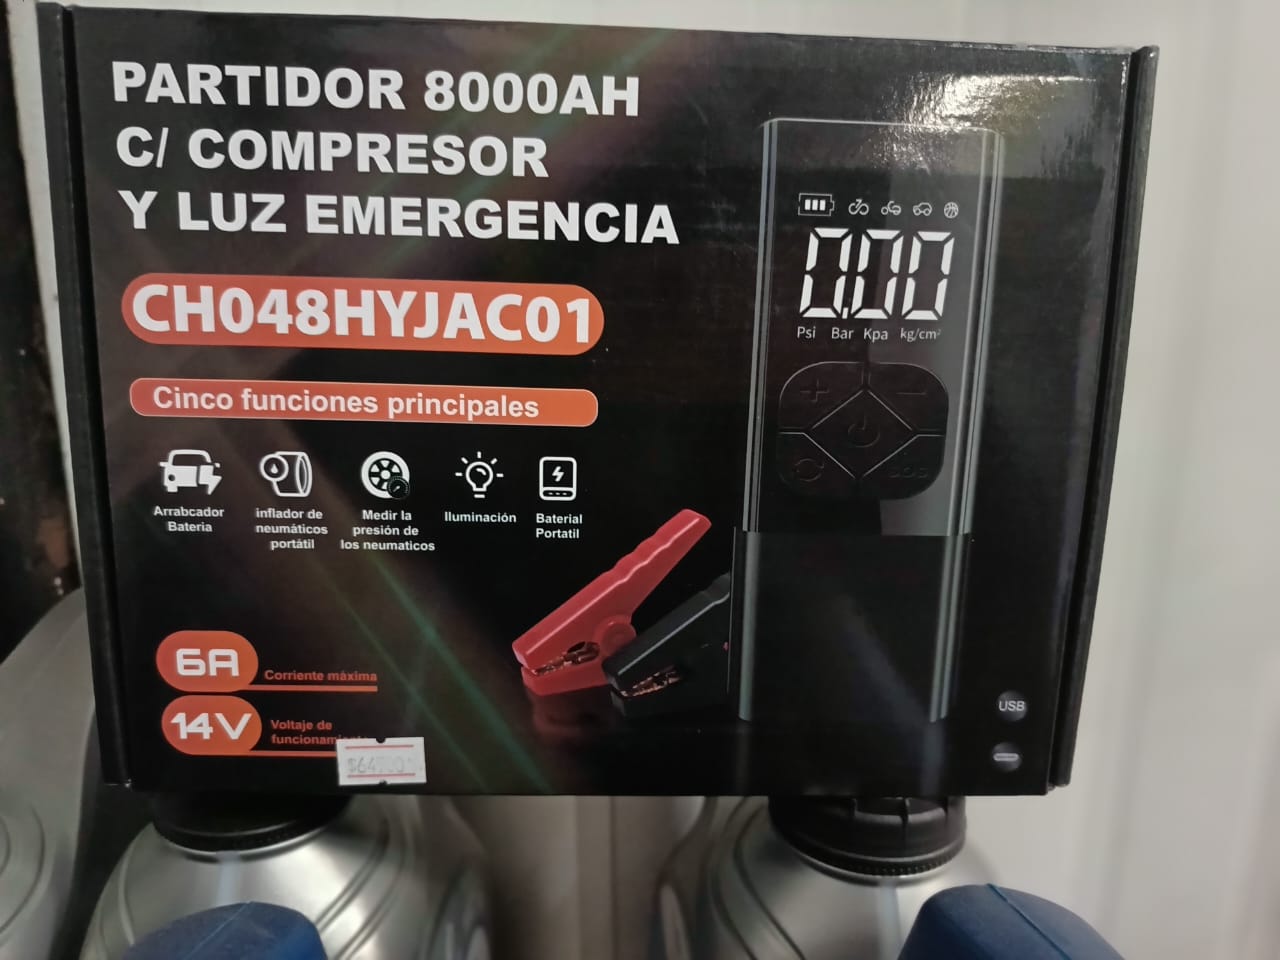 PARTIDOR 8000AH
C/ COMPRESOR
Y LUZ EMERGENCIA
CH048HYJAC01
Cinco funciones principales
Arrabcador
Bateria
inflador de
neumáticos
portátil
Medir la
presión de
los neumaticos
Iluminación
Baterial
Portatil
6A Corriente máxima
14V Voltaje de
0.00
Psi Bar Kpa kg/cm²
USB